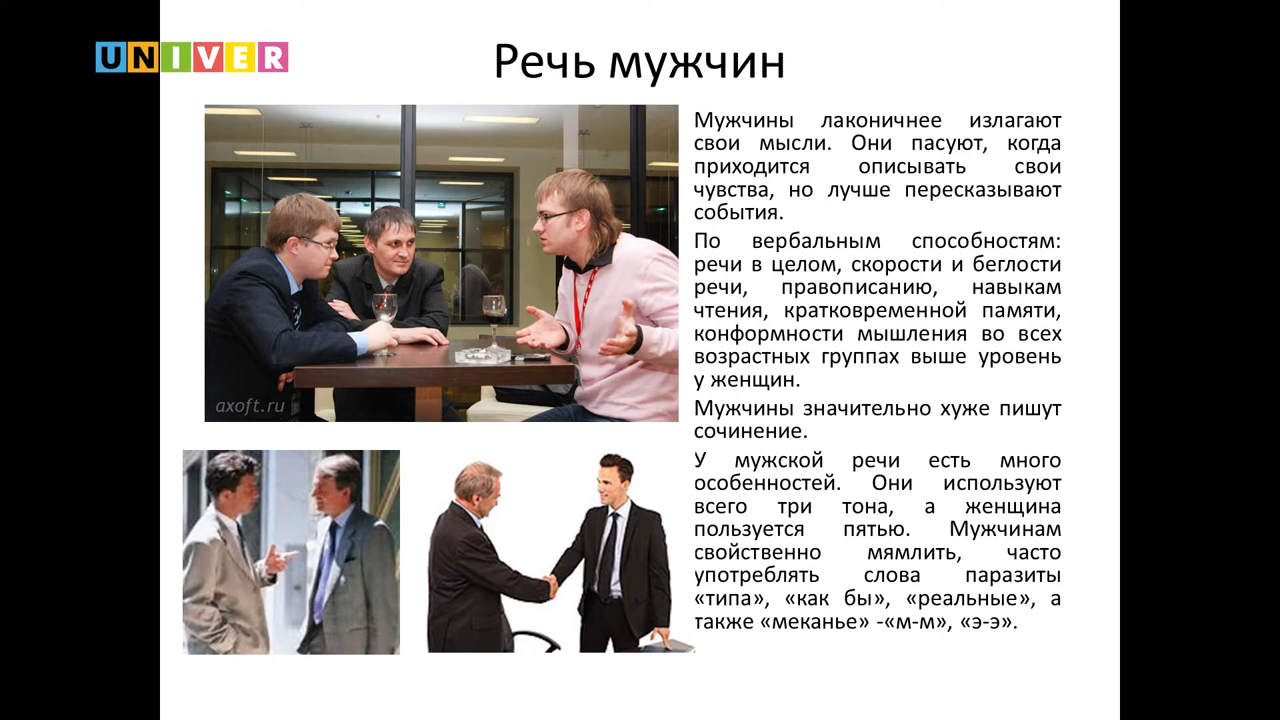 UNIVER
Речь мужчин
Мужчины лаконичнее излагают
свои мысли. Они пасуют, когда
приходится описывать свои
чувства, но лучше пересказывают
события.
По вербальным способностям:
речи в целом, скорости и беглости
речи, правописанию, навыкам
чтения, кратковременной памяти,
конформности мышления во всех
возрастных группах выше уровень
у женщин.
Мужчины значительно хуже пишут
сочинение.
У мужской речи есть много
особенностей. Они используют
всего три тона, а женщина
пользуется пятью. Мужчинам
свойственно мямлить, часто
употреблять слова паразиты
«типа», «как бы», «реальные», а
также «меканье» -«м-м», «э-э».
axoft.ru